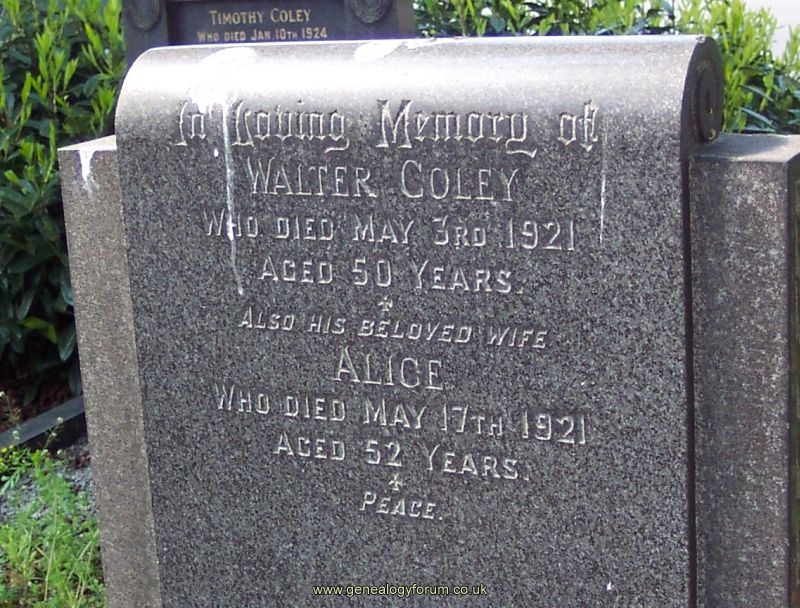 TIMOTHY COLEY
WHO DIED JAN. 10TH 1924
In Loving Memory of
WALTER COLEY
WHO DIED MAY 3RD 1921
AGED 50 YEARS.
ALSO HIS BELOVED WIFE
ALICE
WHO DIED MAY 17TH 1921
AGED 52 YEARS.
PEACE.
www.genealogyforum.co.uk